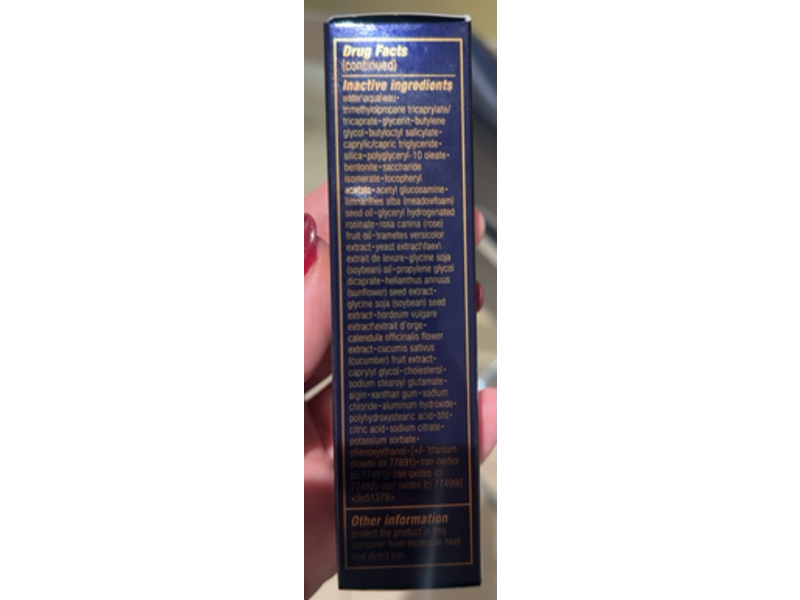 Drug Facts
(continued)
Inactive ingredients
water\aqua\eau•
trimethylolpropane tricaprylate/
tricaprate•glycerin•butylene
glycol•butyloctyl salicylate•
caprylic/capric triglyceride•
silica•polyglyceryl-10 oleate•
bentonite•saccharide
isomerate•tocopheryl
acetate•acetyl glucosamine•
limnanthes alba (meadowfoam)
seed oil•glyceryl hydrogenated
rosinate•rosa canina (rose)
fruit oil•trametes versicolor
extract•yeast extract\faex\
extrait de levure•glycine soja
(soybean) oil•propylene glycol
dicaprate•helianthus annuus
(sunflower) seed extract•
glycine soja (soybean) seed
extract•hordeum vulgare
extract\extrait d'orge•
calendula officinalis flower
extract•cucumis sativus
(cucumber) fruit extract•
caprylyl glycol•cholesterol•
sodium stearoyl glutamate•
algin•xanthan gum•sodium
chloride•aluminum hydroxide•
polyhydroxystearic acid•bht•
citric acid•sodium citrate•
potassium sorbate•
phenoxyethanol•[+/- titanium
dioxide (ci 77891)•iron oxides
(ci 77491)•iron oxides (ci
77492)•iron oxides (ci 77499)]
<iln51379>
Other information
protect the product in this
container from excessive heat
and direct sun